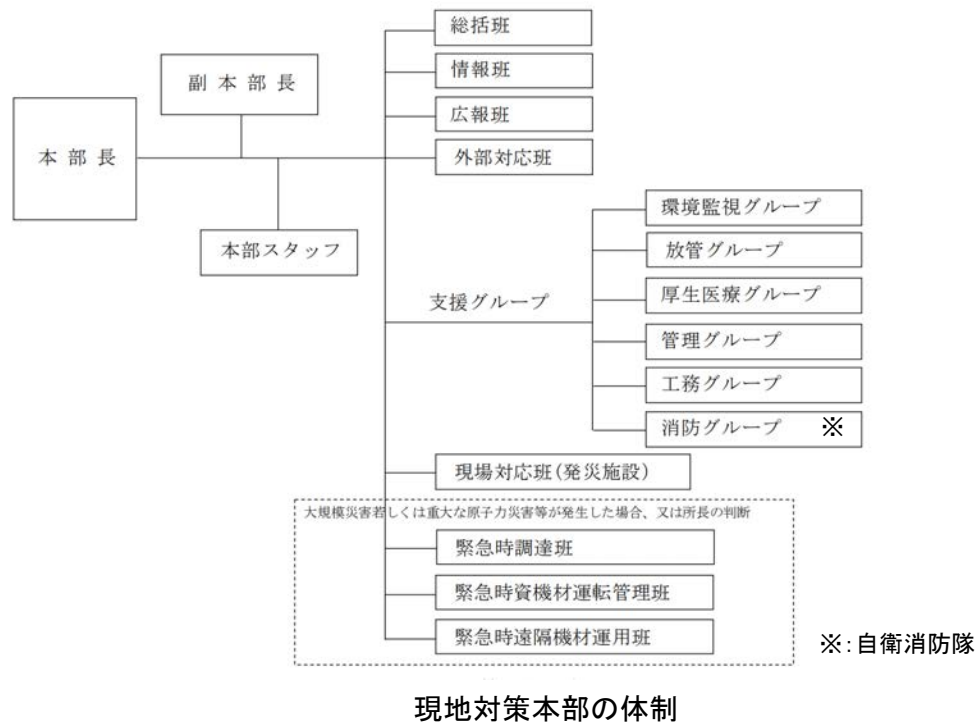 総括班
情報班
副 本 部 長
広報班
本 部 長
外部対応班
本部スタッフ
環境監視グループ
放管グループ
支援グループ
厚生医療グループ
管理グループ
工務グループ
消防グループ ※
現場対応班(発災施設)
大規模災害若しくは重大な原子力災害等が発生した場合、又は所長の判断
緊急時調達班
緊急時資機材運転管理班
緊急時遠隔機材運用班
※：自衛消防隊
現地対策本部の体制